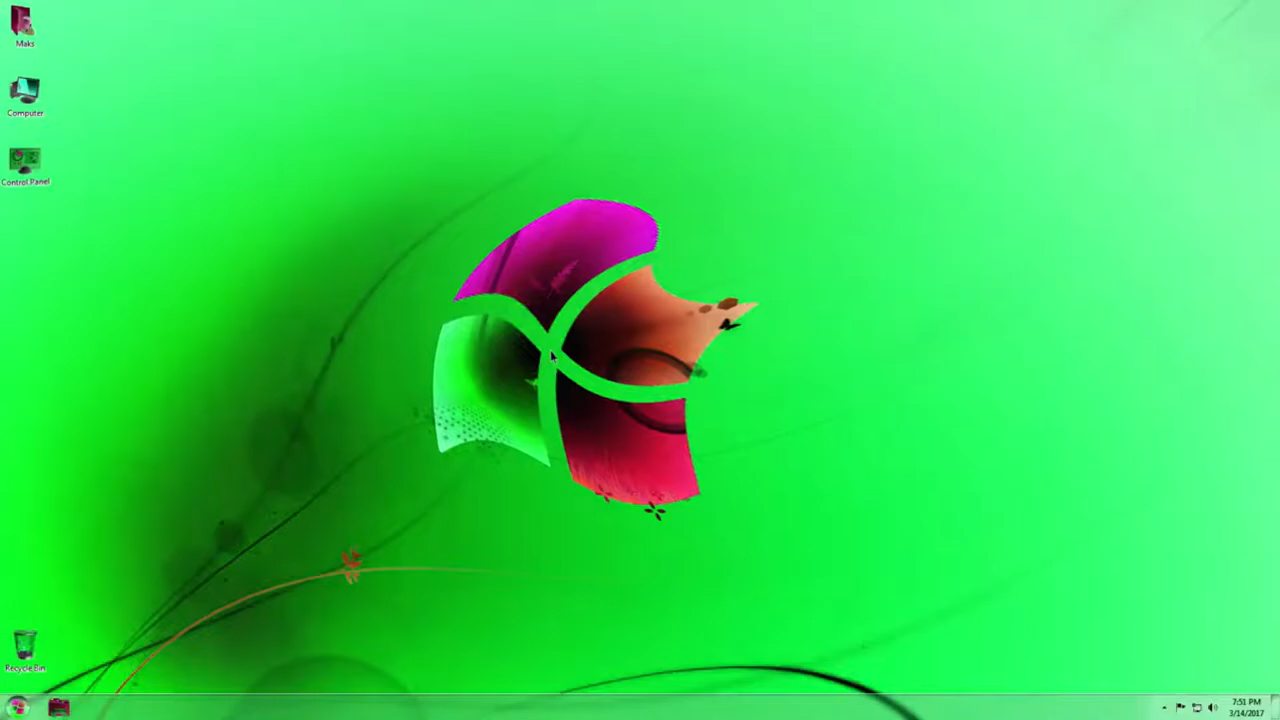 Maks
Computer
Control Panel
Recycle Bin
7:51 PM
3/14/2017